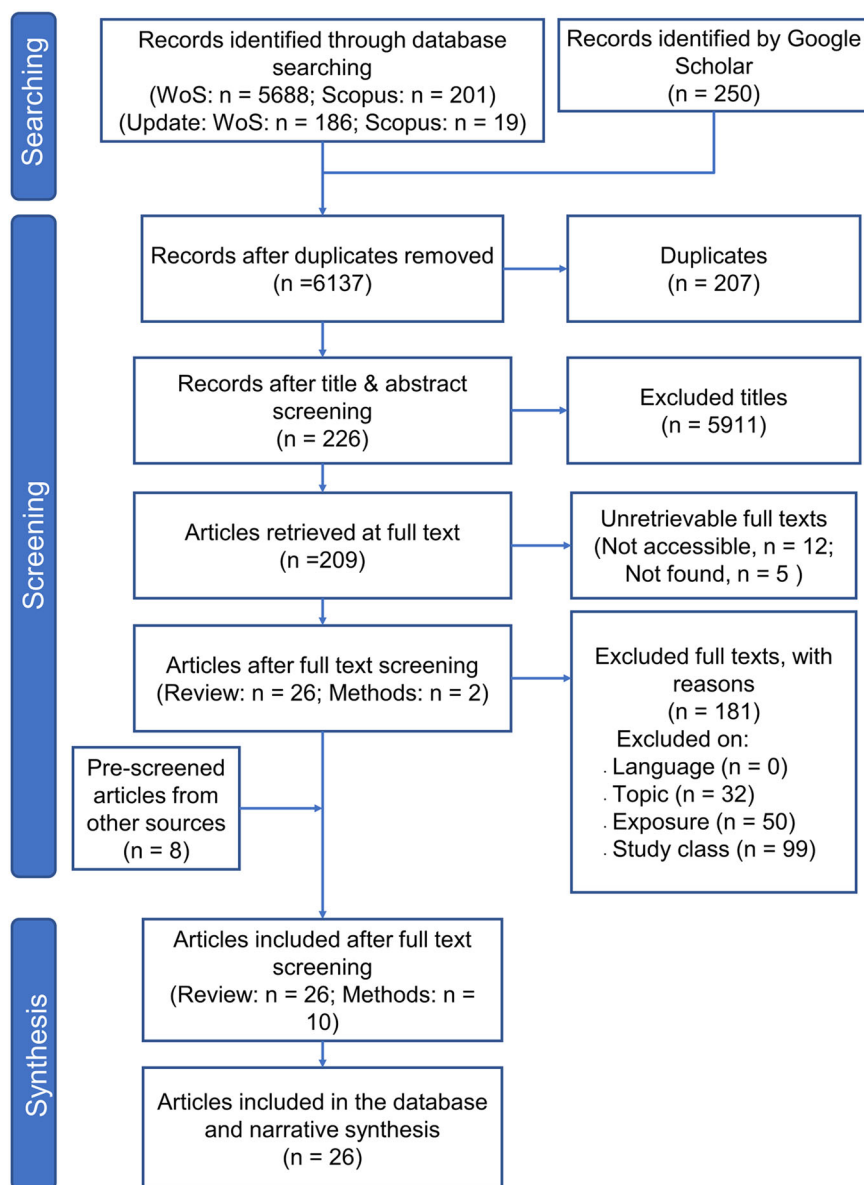 Searching
Records identified through database
searching
(WoS: n = 5688; Scopus: n = 201)
(Update: WoS: n = 186; Scopus: n = 19)
Records identified by Google
Scholar
(n = 250)
Screening
Records after duplicates removed
(n =6137)
Duplicates
(n = 207)
Records after title & abstract
screening
(n = 226)
Excluded titles
(n = 5911)
Articles retrieved at full text
(n =209)
Unretrievable full texts
(Not accessible, n = 12;
Not found, n = 5 )
Articles after full text screening
(Review: n = 26; Methods: n = 2)
Excluded full texts, with
reasons
(n = 181)
Excluded on:
. Language (n = 0)
. Topic (n = 32)
. Exposure (n = 50)
. Study class (n = 99)
Pre-screened
articles from
other sources
(n = 8)
Synthesis
Articles included after full text
screening
(Review: n = 26; Methods: n =
10)
Articles included in the database
and narrative synthesis
(n = 26)